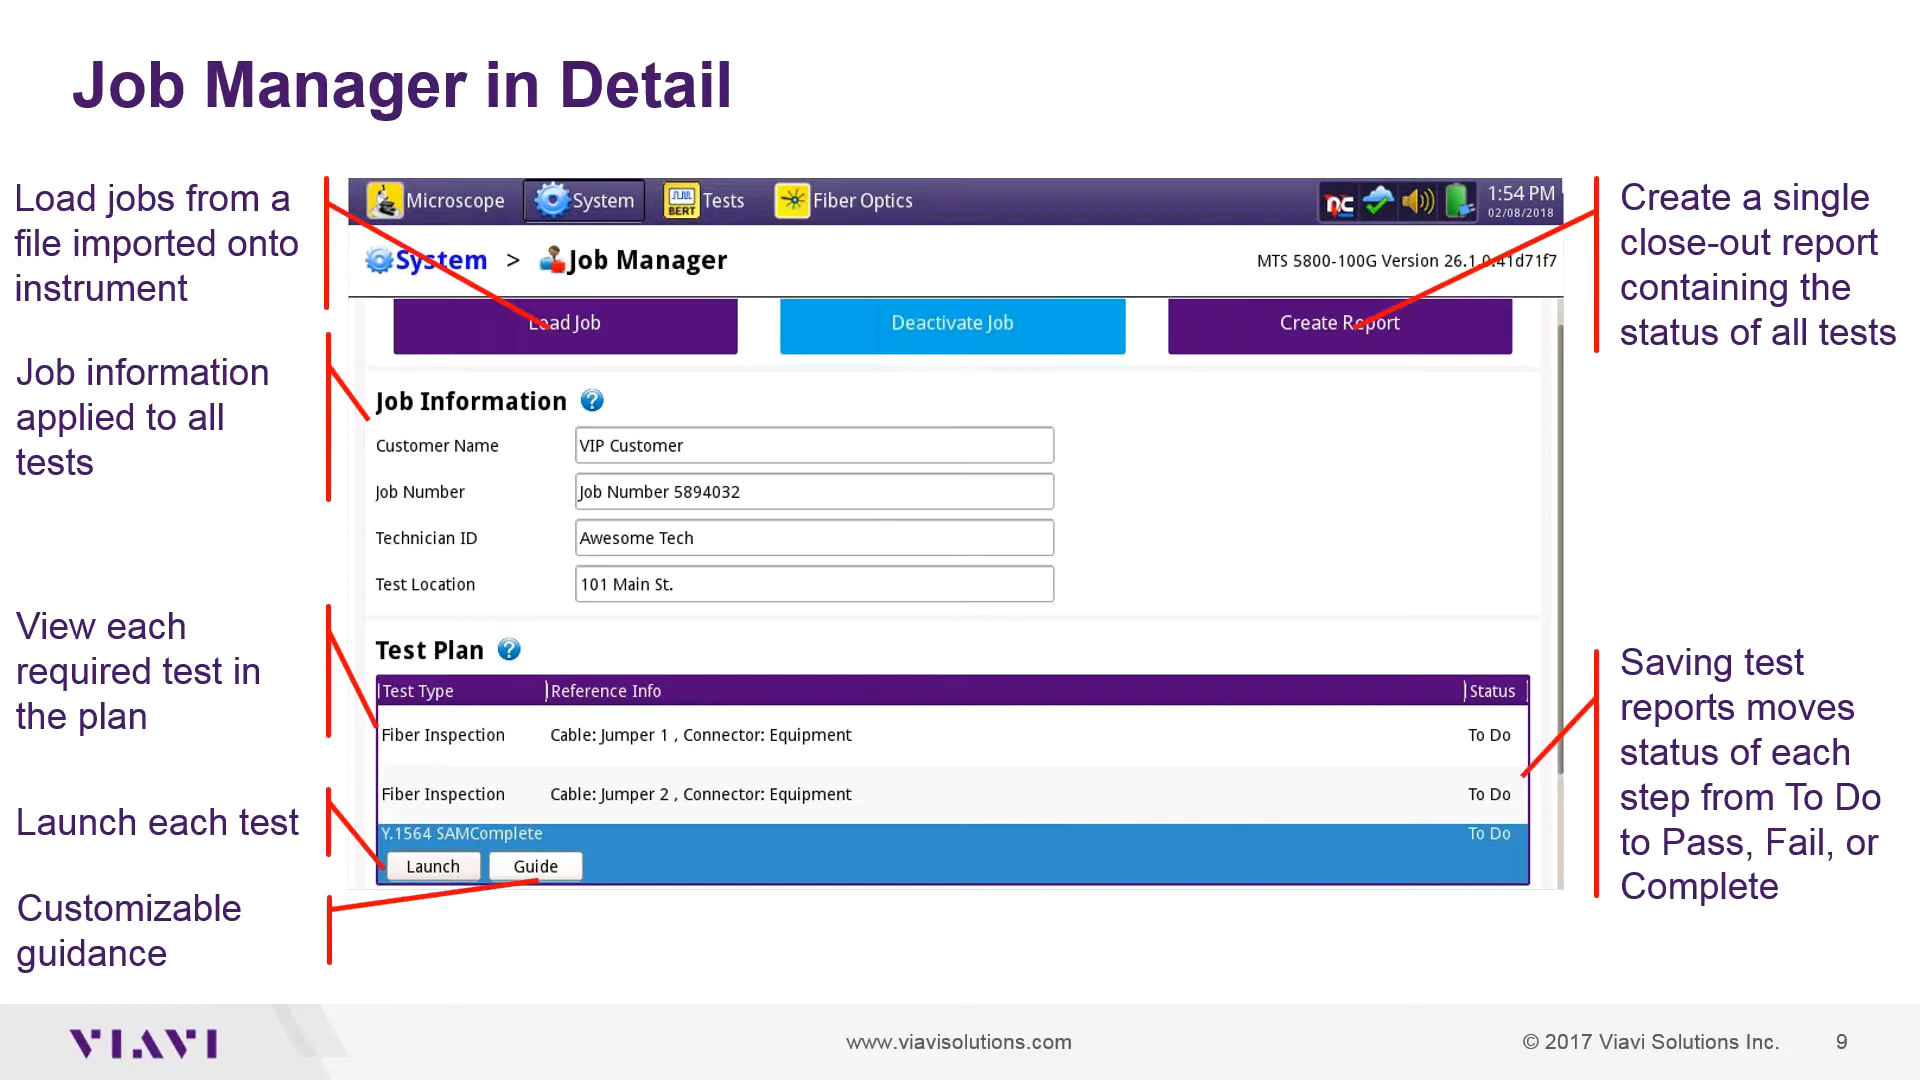 Job Manager in Detail
Load jobs from a
file imported onto
instrument
Job information
applied to all
tests
View each
required test in
the plan
Launch each test
Customizable
guidance
Microscope
System
BERT
Tests
Fiber Optics
1:54 PM
02/08/2018
System > Job Manager
MTS 5800-100G Version 26.1.0.41d71f7
Load Job
Deactivate Job
Create Report
Job Information ?
Customer Name VIP Customer
Job Number Job Number 5894032
Technician ID Awesome Tech
Test Location 101 Main St.
Test Plan ?
Test Type Reference Info Status
Fiber Inspection Cable: Jumper 1 , Connector: Equipment To Do
Fiber Inspection Cable: Jumper 2 , Connector: Equipment To Do
Y.1564 SAMComplete To Do
Launch Guide
Create a single
close-out report
containing the
status of all tests
Saving test
reports moves
status of each
step from To Do
to Pass, Fail, or
Complete
VIAVI
www.viavisolutions.com
© 2017 Viavi Solutions Inc. 9